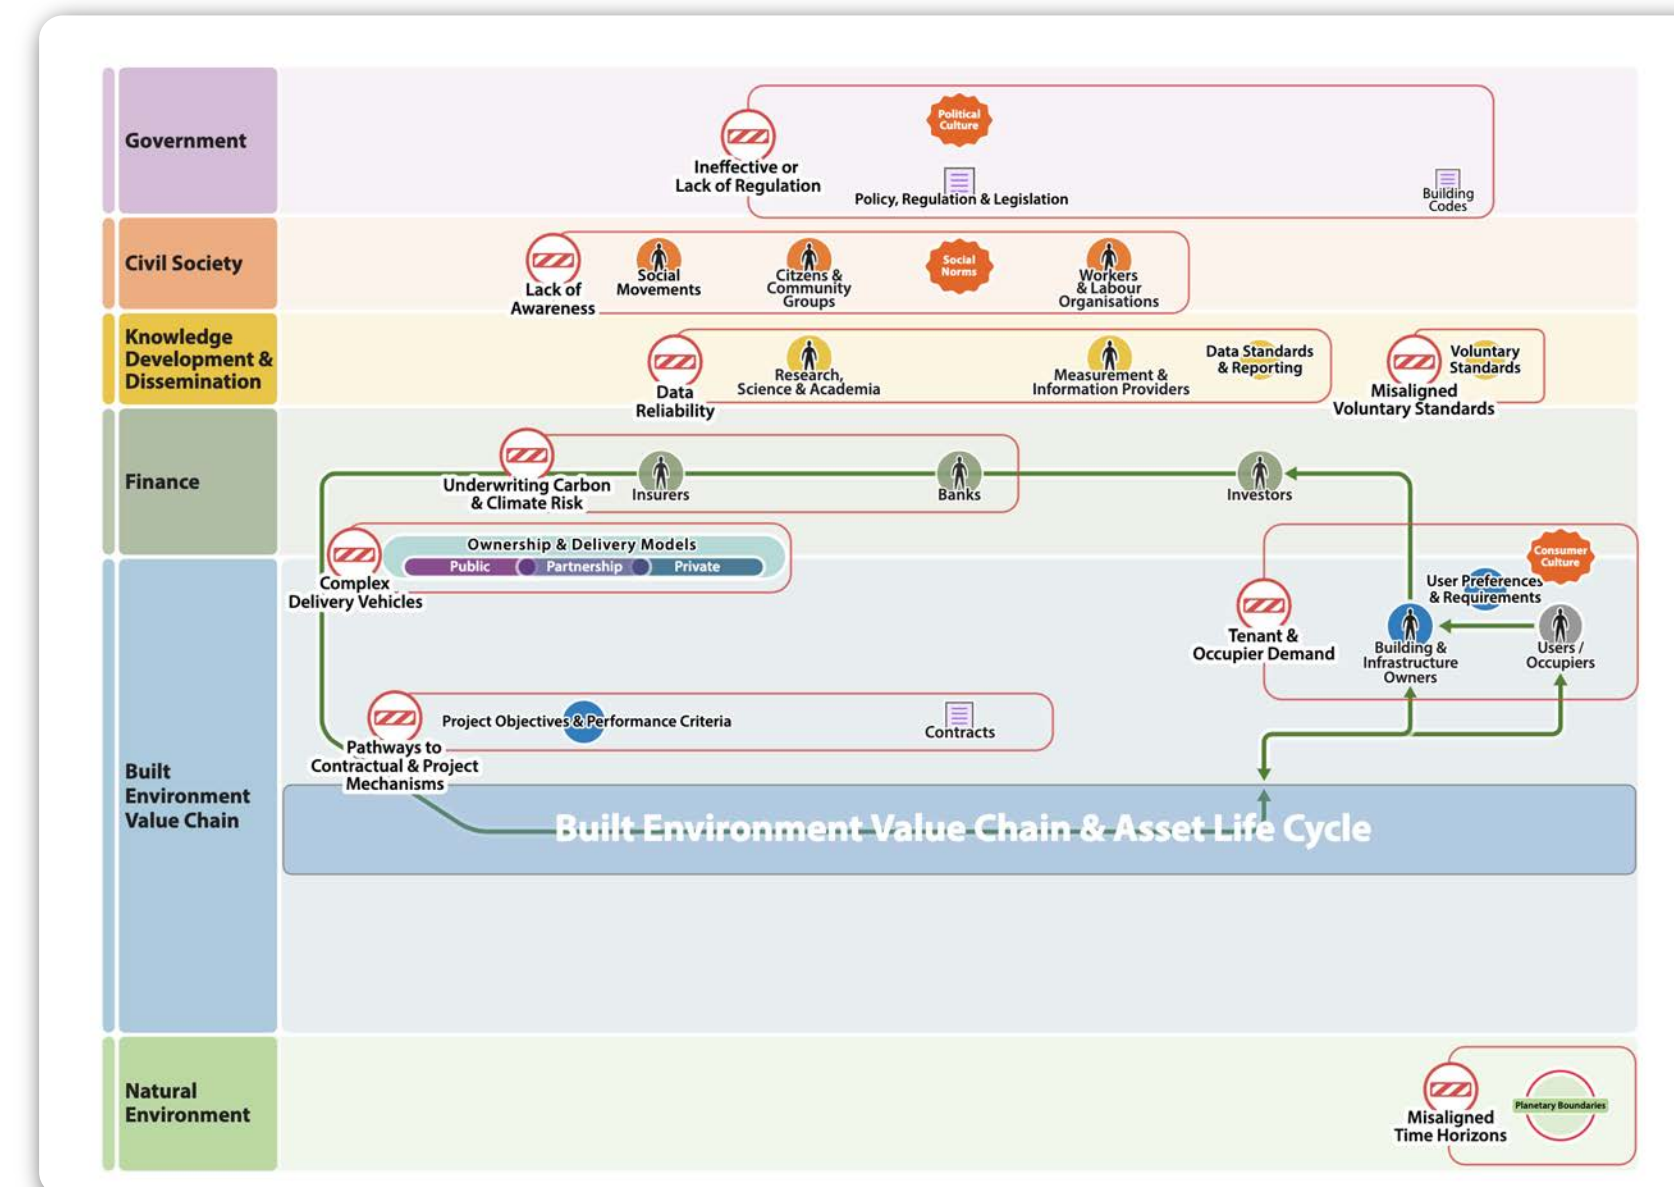 Government
Political
Culture
Ineffective or
Lack of Regulation
Policy, Regulation & Legislation
Building
Codes
Civil Society
Lack of
Awareness
Social
Movements
Citzens &
Community
Groups
Social
Norms
Workers
& Labour
Organisations
Knowledge
Development &
Dissemination
Data
Reliability
Research,
Science & Academia
Measurement &
Information Providers
Data Standards
& Reporting
Misaligned
Voluntary Standards
Voluntary
Standards
Finance
Underwriting Carbon
& Climate Risk
Insurers
Banks
Investors
Complex
Delivery Vehicles
Ownership & Delivery Models
Public
Partnership
Private
Tenant &
Occupier Demand
Consumer
Culture
User Preferences
& Requirements
Building &
Infrastructure
Owners
Users /
Occupiers
Built
Environment
Value Chain
Pathways to
Contractual & Project
Mechanisms
Project Objectives & Performance Criteria
Contracts
Built Environment Value Chain & Asset Life Cycle
Natural
Environment
Misaligned
Time Horizons
Planetary Boundaries